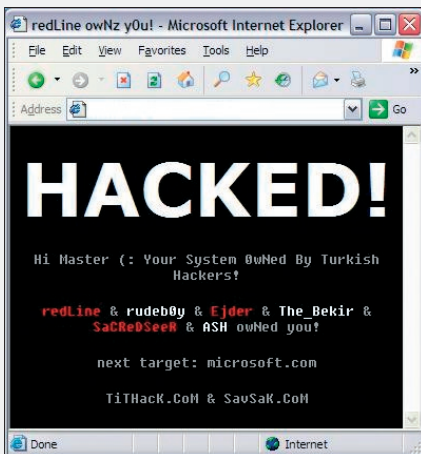 redLine owNz y0u! - Microsoft Internet Explorer
File Edit View Favorites Tools Help
Address Go
HACKED!
Hi Master (: Your System 0wNed By Turkish
Hackers!
redLine & rudeb0y & Ejder & The_Bekir &
SaCReDSeeR & ASH owNed you!
next target: microsoft.com
TiTHacK.CoM & SavSaK.CoM
Done Internet